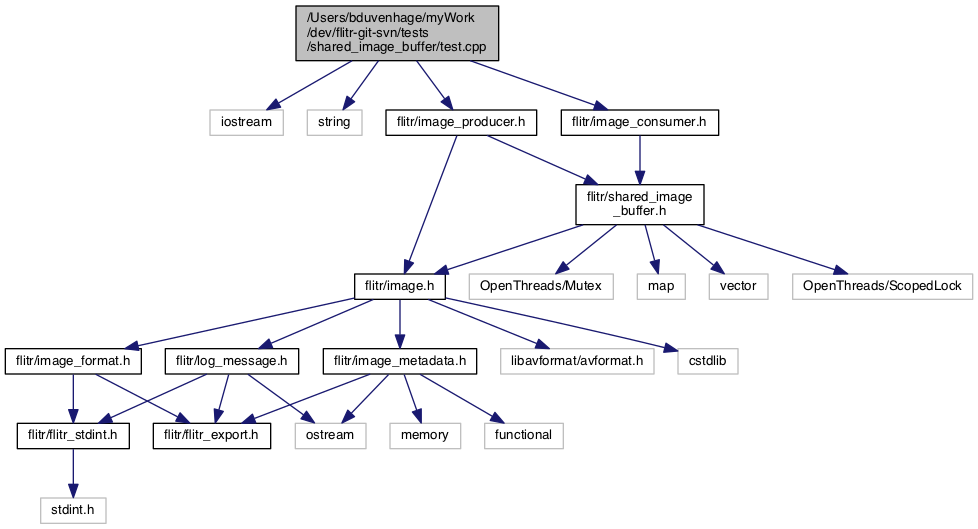 /Users/bduvenhage/myWork
/dev/flitr-git-svn/tests
/shared_image_buffer/test.cpp
iostream
string
flitr/image_producer.h
flitr/image_consumer.h
flitr/shared_image
_buffer.h
flitr/image.h
OpenThreads/Mutex
map
vector
OpenThreads/ScopedLock
flitr/image_format.h
flitr/log_message.h
flitr/image_metadata.h
libavformat/avformat.h
cstdlib
flitr/flitr_stdint.h
flitr/flitr_export.h
ostream
memory
functional
stdint.h